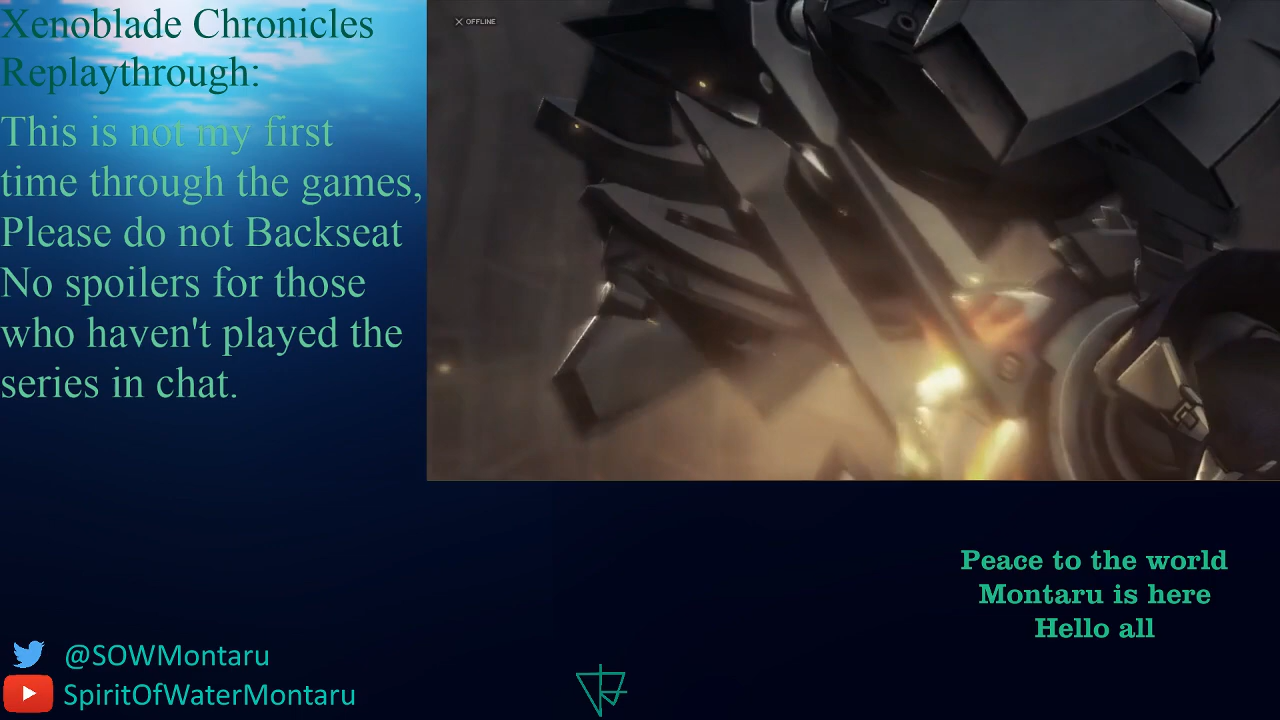 Xenoblade Chronicles
Replaythrough:
This is not my first
time through the games,
Please do not Backseat
No spoilers for those
who haven't played the
series in chat.
OFFLINE
Peace to the world
Montaru is here
Hello all
@SOWMontaru
SpiritOfWaterMontaru